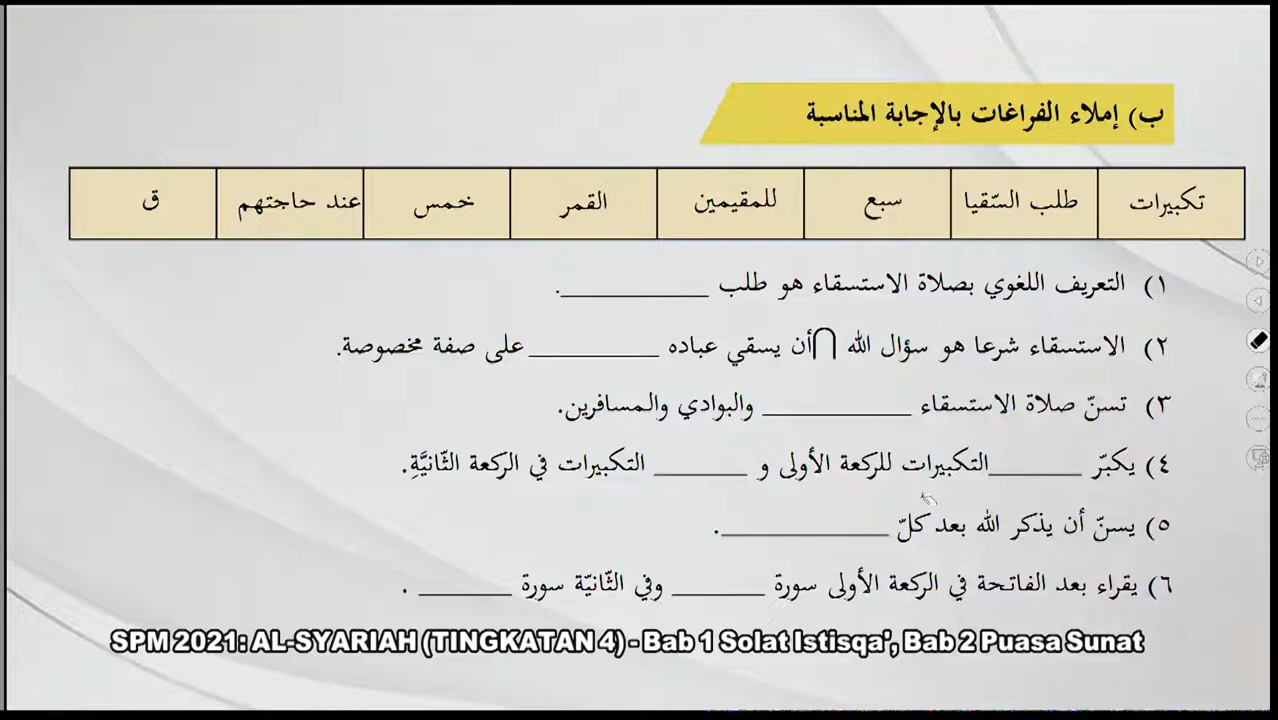 ب) إملاء الفراغات بالإجابة المناسبة
تكبيرات طلب السّقيا سبع للمقيمين القمر خمس عند حاجتهم ق
١) التعريف اللغوي بصلاة الاستسقاء هو طلب __________.
٢) الاستسقاء شرعا هو سؤال الله أن يسقي عباده _________ على صفة مخصوصة.
٣) تسنّ صلاة الاستسقاء __________ والبوادي والمسافرين.
٤) يكبّر ______التكبيرات للركعة الأولى و ______ التكبيرات في الركعة الثّانيَّةِ.
٥) يسنّ أن يذكر الله بعد كلّ ___________.
٦) يقراء بعد الفاتحة في الركعة الأولى سورة ______ وفي الثّانيّة سورة ______ .
SPM 2021: AL-SYARIAH (TINGKATAN 4) - Bab 1 Solat Istisqa', Bab 2 Puasa Sunat